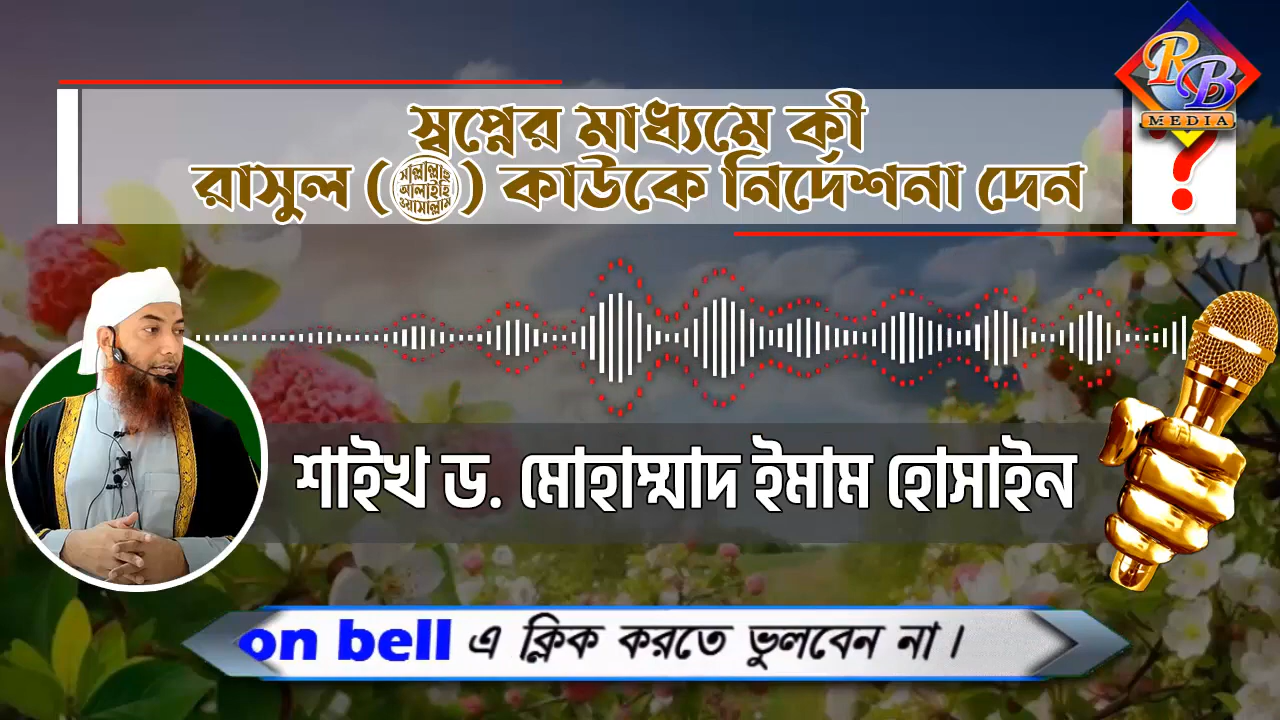 স্বপ্নের মাধ্যমে কী
রাসুল (সাল্লাল্লাহু আলাইহি ওয়াসাল্লাম) কাউকে নির্দেশনা দেন
?
RB
MEDIA
শাইখ ড. মোহাম্মাদ ইমাম হোসাইন
on bell এ ক্লিক করতে ভুলবেন না।